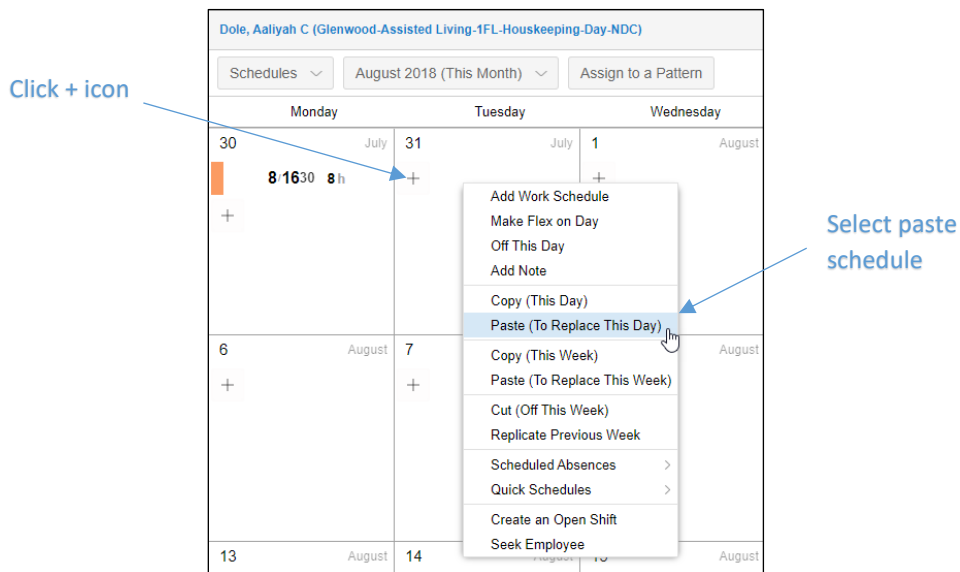 Dole, Aaliyah C (Glenwood-Assisted Living-1FL-Houskeeping-Day-NDC)
Schedules August 2018 (This Month) Assign to a Pattern
Click + icon
Monday Tuesday Wednesday
30 July 31 July 1 August
8/1630 8 h + +
+
Add Work Schedule
Make Flex on Day
Off This Day
Add Note
Copy (This Day)
Paste (To Replace This Day)
Select paste
schedule
6 August 7 August
Copy (This Week)
+ + Paste (To Replace This Week)
Cut (Off This Week)
Replicate Previous Week
Scheduled Absences >
Quick Schedules >
Create an Open Shift
Seek Employee
13 August 14 August